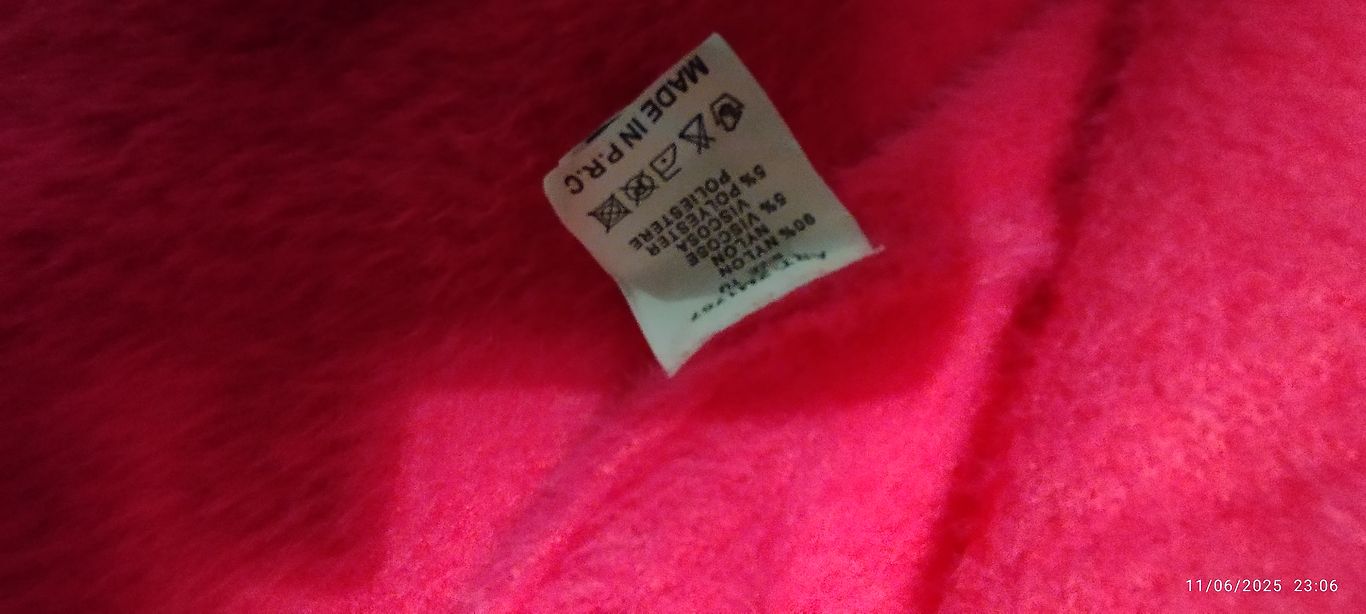 90% NYLON
NYLON
5% VISCOSE
VISCOSA
5% POLYESTER
POLIESTERE
MADE IN P.R.C
11/06/2025 23:06